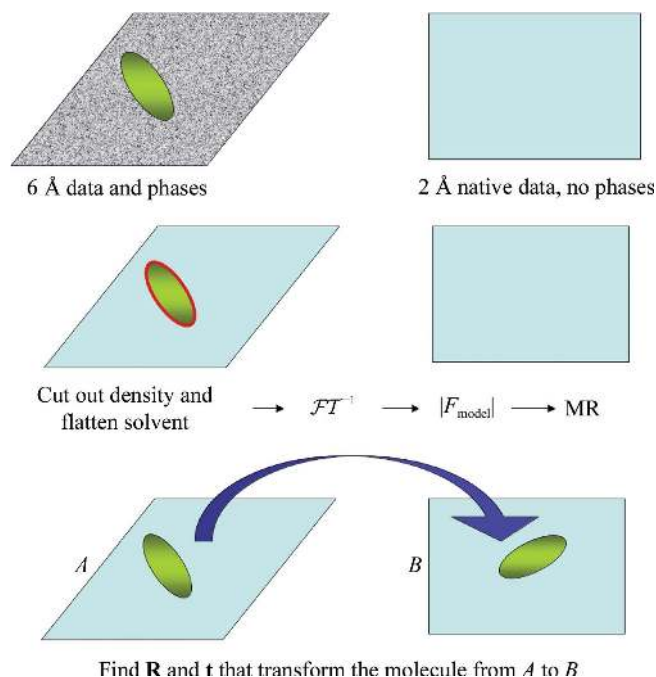 6 Å data and phases
2 Å native data, no phases
Cut out density and
flatten solvent
FT⁻¹
|F_model|
MR
A
B
Find R and t that transform the molecule from A to B